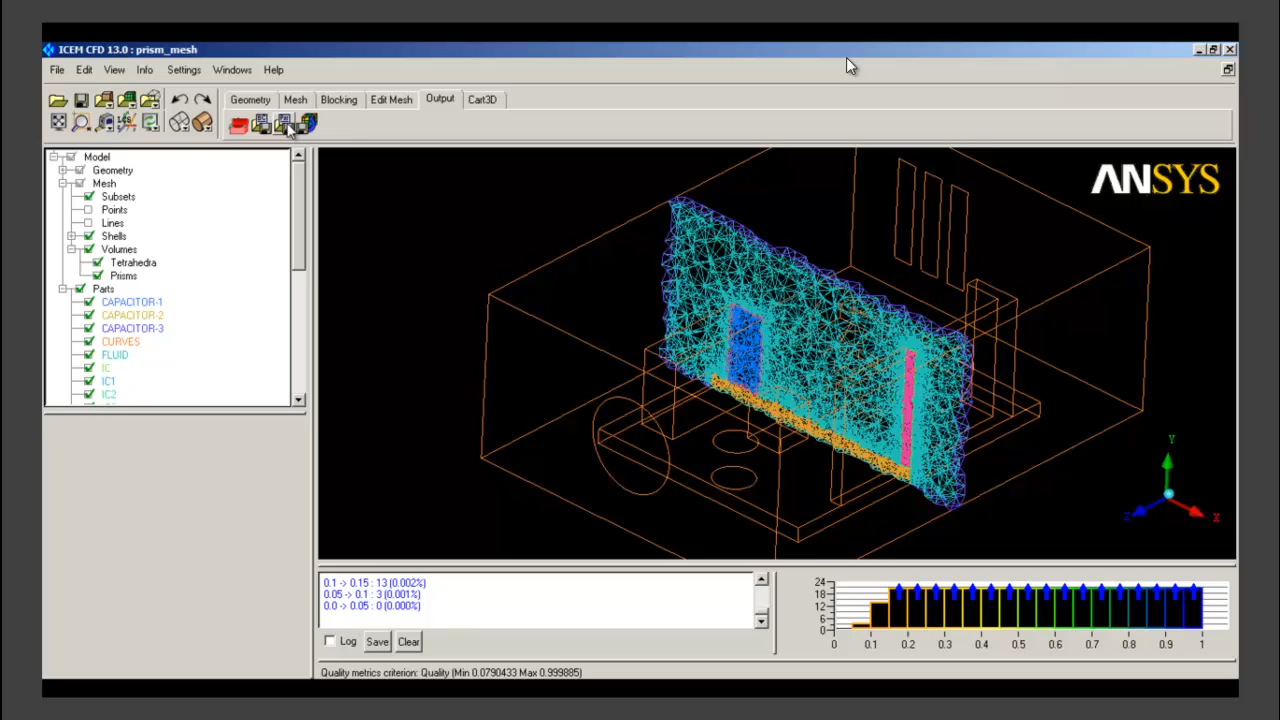 ICEM CFD 13.0 : prism_mesh
File Edit View Info Settings Windows Help
Geometry Mesh Blocking Edit Mesh Output Cart3D
Model
Geometry
Mesh
Subsets
Points
Lines
Shells
Volumes
Tetrahedra
Prisms
Parts
CAPACITOR-1
CAPACITOR-2
CAPACITOR-3
CURVES
FLUID
IC
IC1
IC2
ANSYS
Y
Z
X
0.1 -> 0.15 : 13 (0.002%)
0.05 -> 0.1 : 3 (0.001%)
0.0 -> 0.05 : 0 (0.000%)
Log Save Clear
24
18
12
6
0
0 0.1 0.2 0.3 0.4 0.5 0.6 0.7 0.8 0.9 1
Quality metrics criterion: Quality (Min 0.0790433 Max 0.999885)